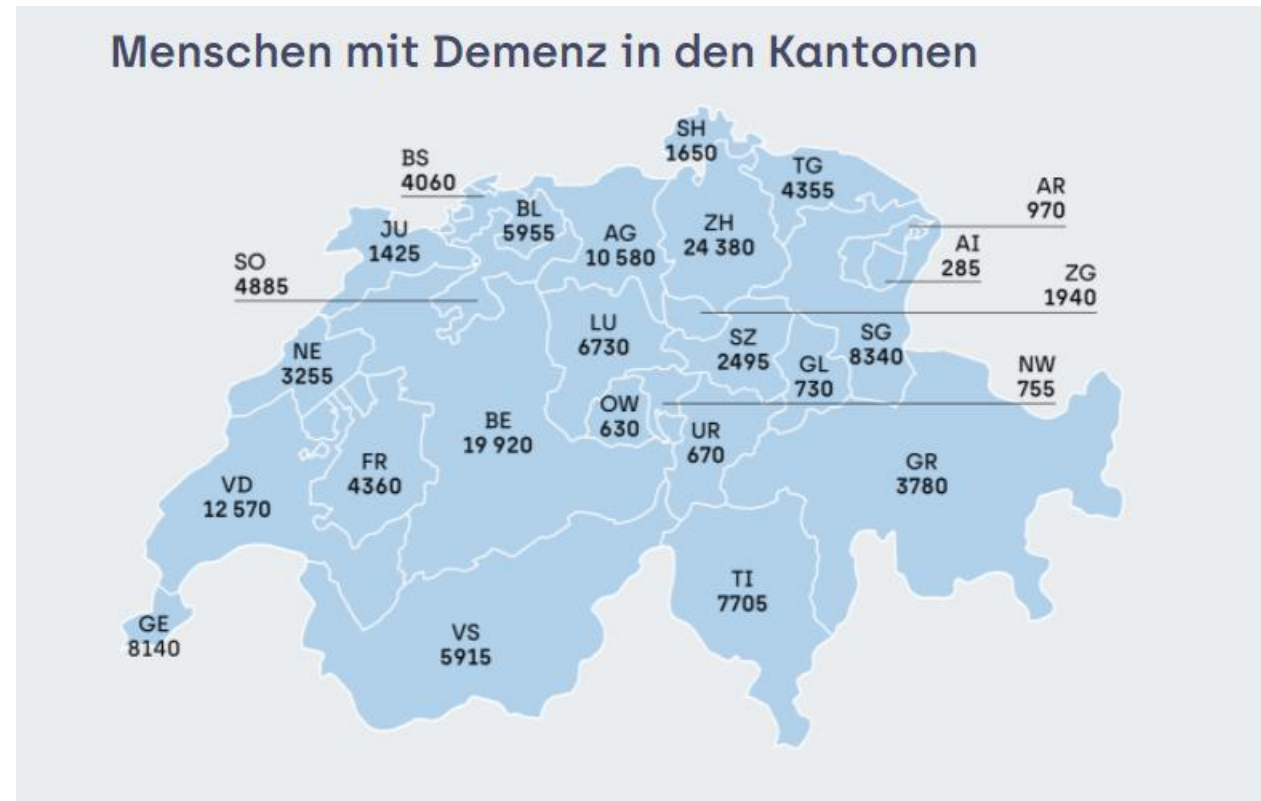 Menschen mit Demenz in den Kantonen
SH
1650
BS
4060
TG
4355
AR
970
BL
5955
JU
1425
AG
10 580
ZH
24 380
AI
285
SO
4885
ZG
1940
LU
6730
SZ
2495
SG
8340
NE
3255
GL
730
NW
755
OW
630
BE
19 920
UR
670
FR
4360
GR
3780
VD
12 570
TI
7705
GE
8140
VS
5915